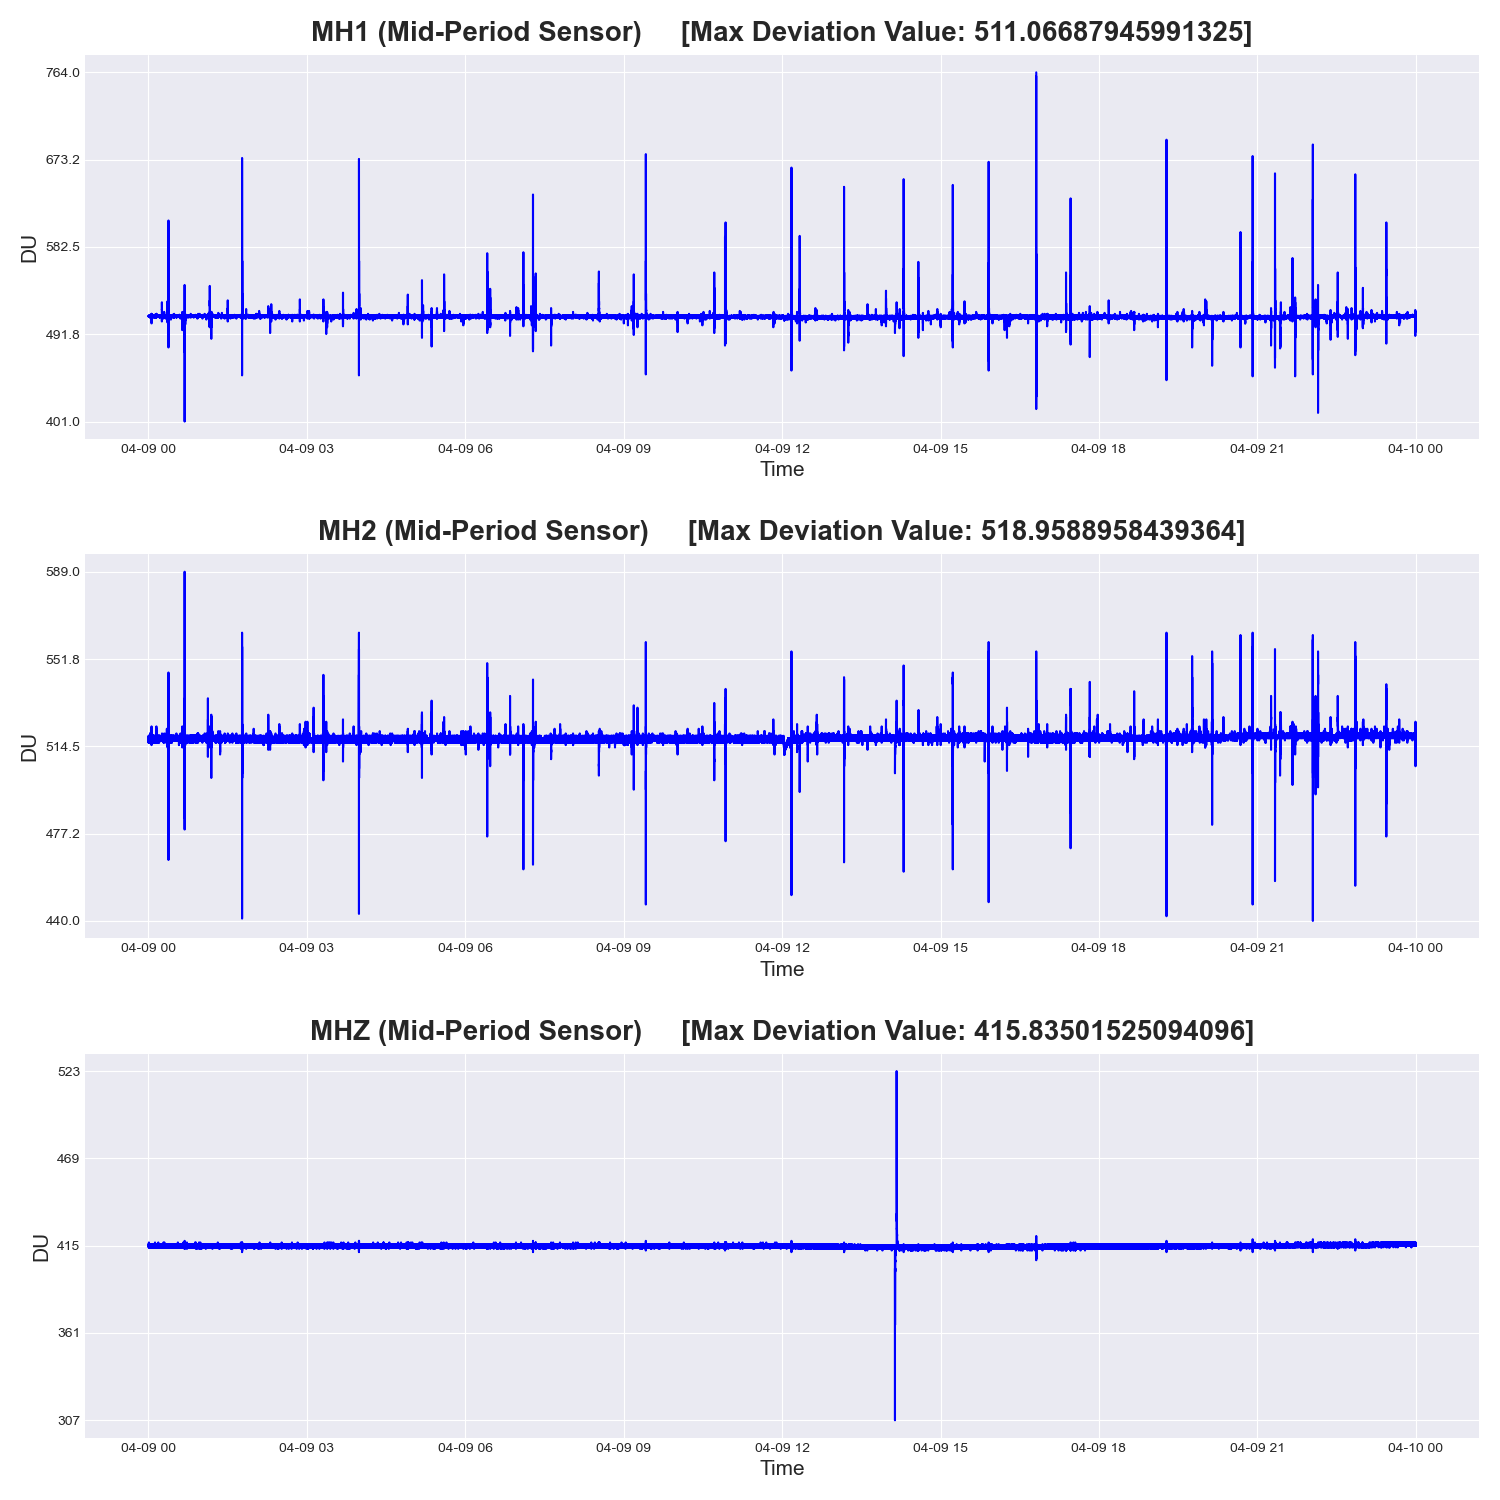 MH1 (Mid-Period Sensor) [Max Deviation Value: 511.06687945991325]
764.0
673.2
582.5
491.8
401.0
DU
04-09 00 04-09 03 04-09 06 04-09 09 04-09 12 04-09 15 04-09 18 04-09 21 04-10 00
Time
MH2 (Mid-Period Sensor) [Max Deviation Value: 518.9588958439364]
589.0
551.8
514.5
477.2
440.0
DU
04-09 00 04-09 03 04-09 06 04-09 09 04-09 12 04-09 15 04-09 18 04-09 21 04-10 00
Time
MHZ (Mid-Period Sensor) [Max Deviation Value: 415.83501525094096]
523
469
415
361
307
DU
04-09 00 04-09 03 04-09 06 04-09 09 04-09 12 04-09 15 04-09 18 04-09 21 04-10 00
Time